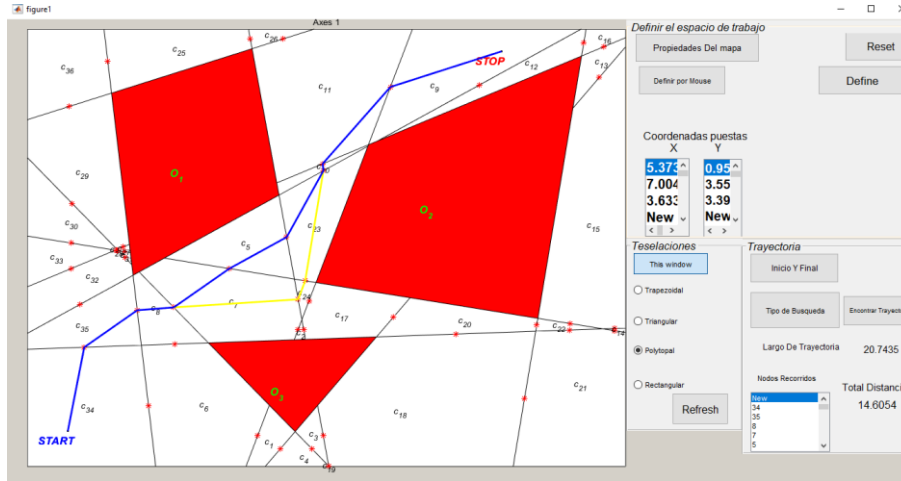 figure1
Axes 1
c25
c26
c36
c11
STOP
c9
c12
c16
c13
c29
O1
O2
c30
c33
c32
c5
c23
c15
c35
c8
c7
c24
c17
c20
c22
c14
c34
c6
O3
c18
c21
START
c1
c3
c4
c19
Definir el espacio de trabajo
Propiedades Del mapa
Reset
Definir por Mouse
Define
Coordenadas puestas
X Y
5.373 0.95
7.004 3.55
3.633 3.39
New New
Teselaciones
This window
Trapezoidal
Triangular
Polytopal
Rectangular
Refresh
Trayectoria
Inicio Y Final
Tipo de Busqueda
Encontrar Trayecto
Largo De Trayectoria 20.7435
Nodos Recorridos
Total Distanci
14.6054
New
34
35
8
7
5